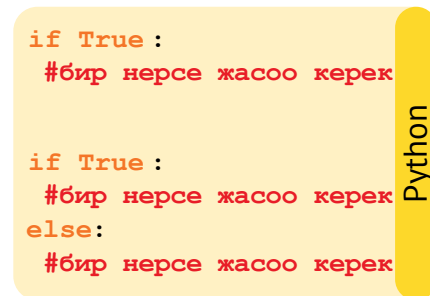 if True :
#бир нерсе жасоо керек
if True :
#бир нерсе жасоо керек
else:
#бир нерсе жасоо керек
Python